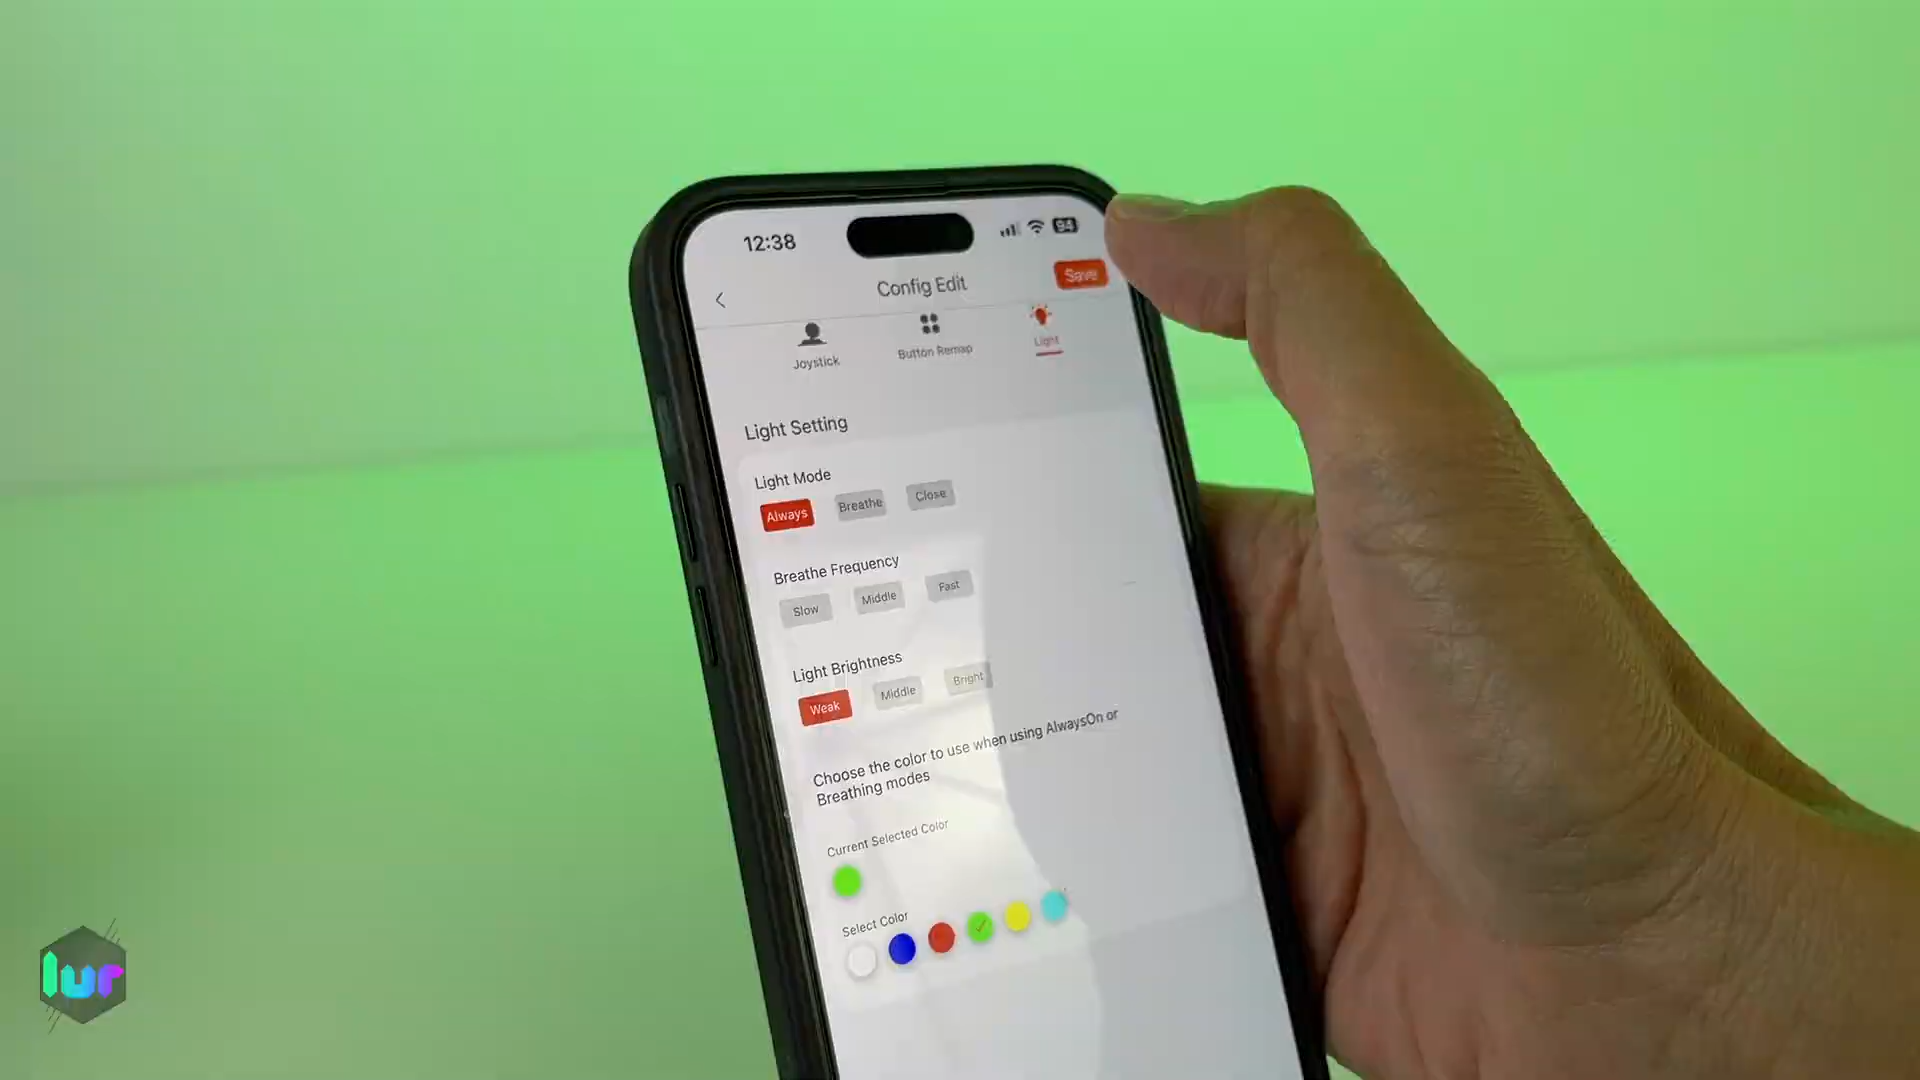 12:38
94
Config Edit
Save
Joystick
Button Remap
Light
Light Setting
Light Mode
Always
Breathe
Close
Breathe Frequency
Slow
Middle
Fast
Light Brightness
Weak
Middle
Bright
Choose the color to use when using AlwaysOn or
Breathing modes
Current Selected Color
Select Color
lur